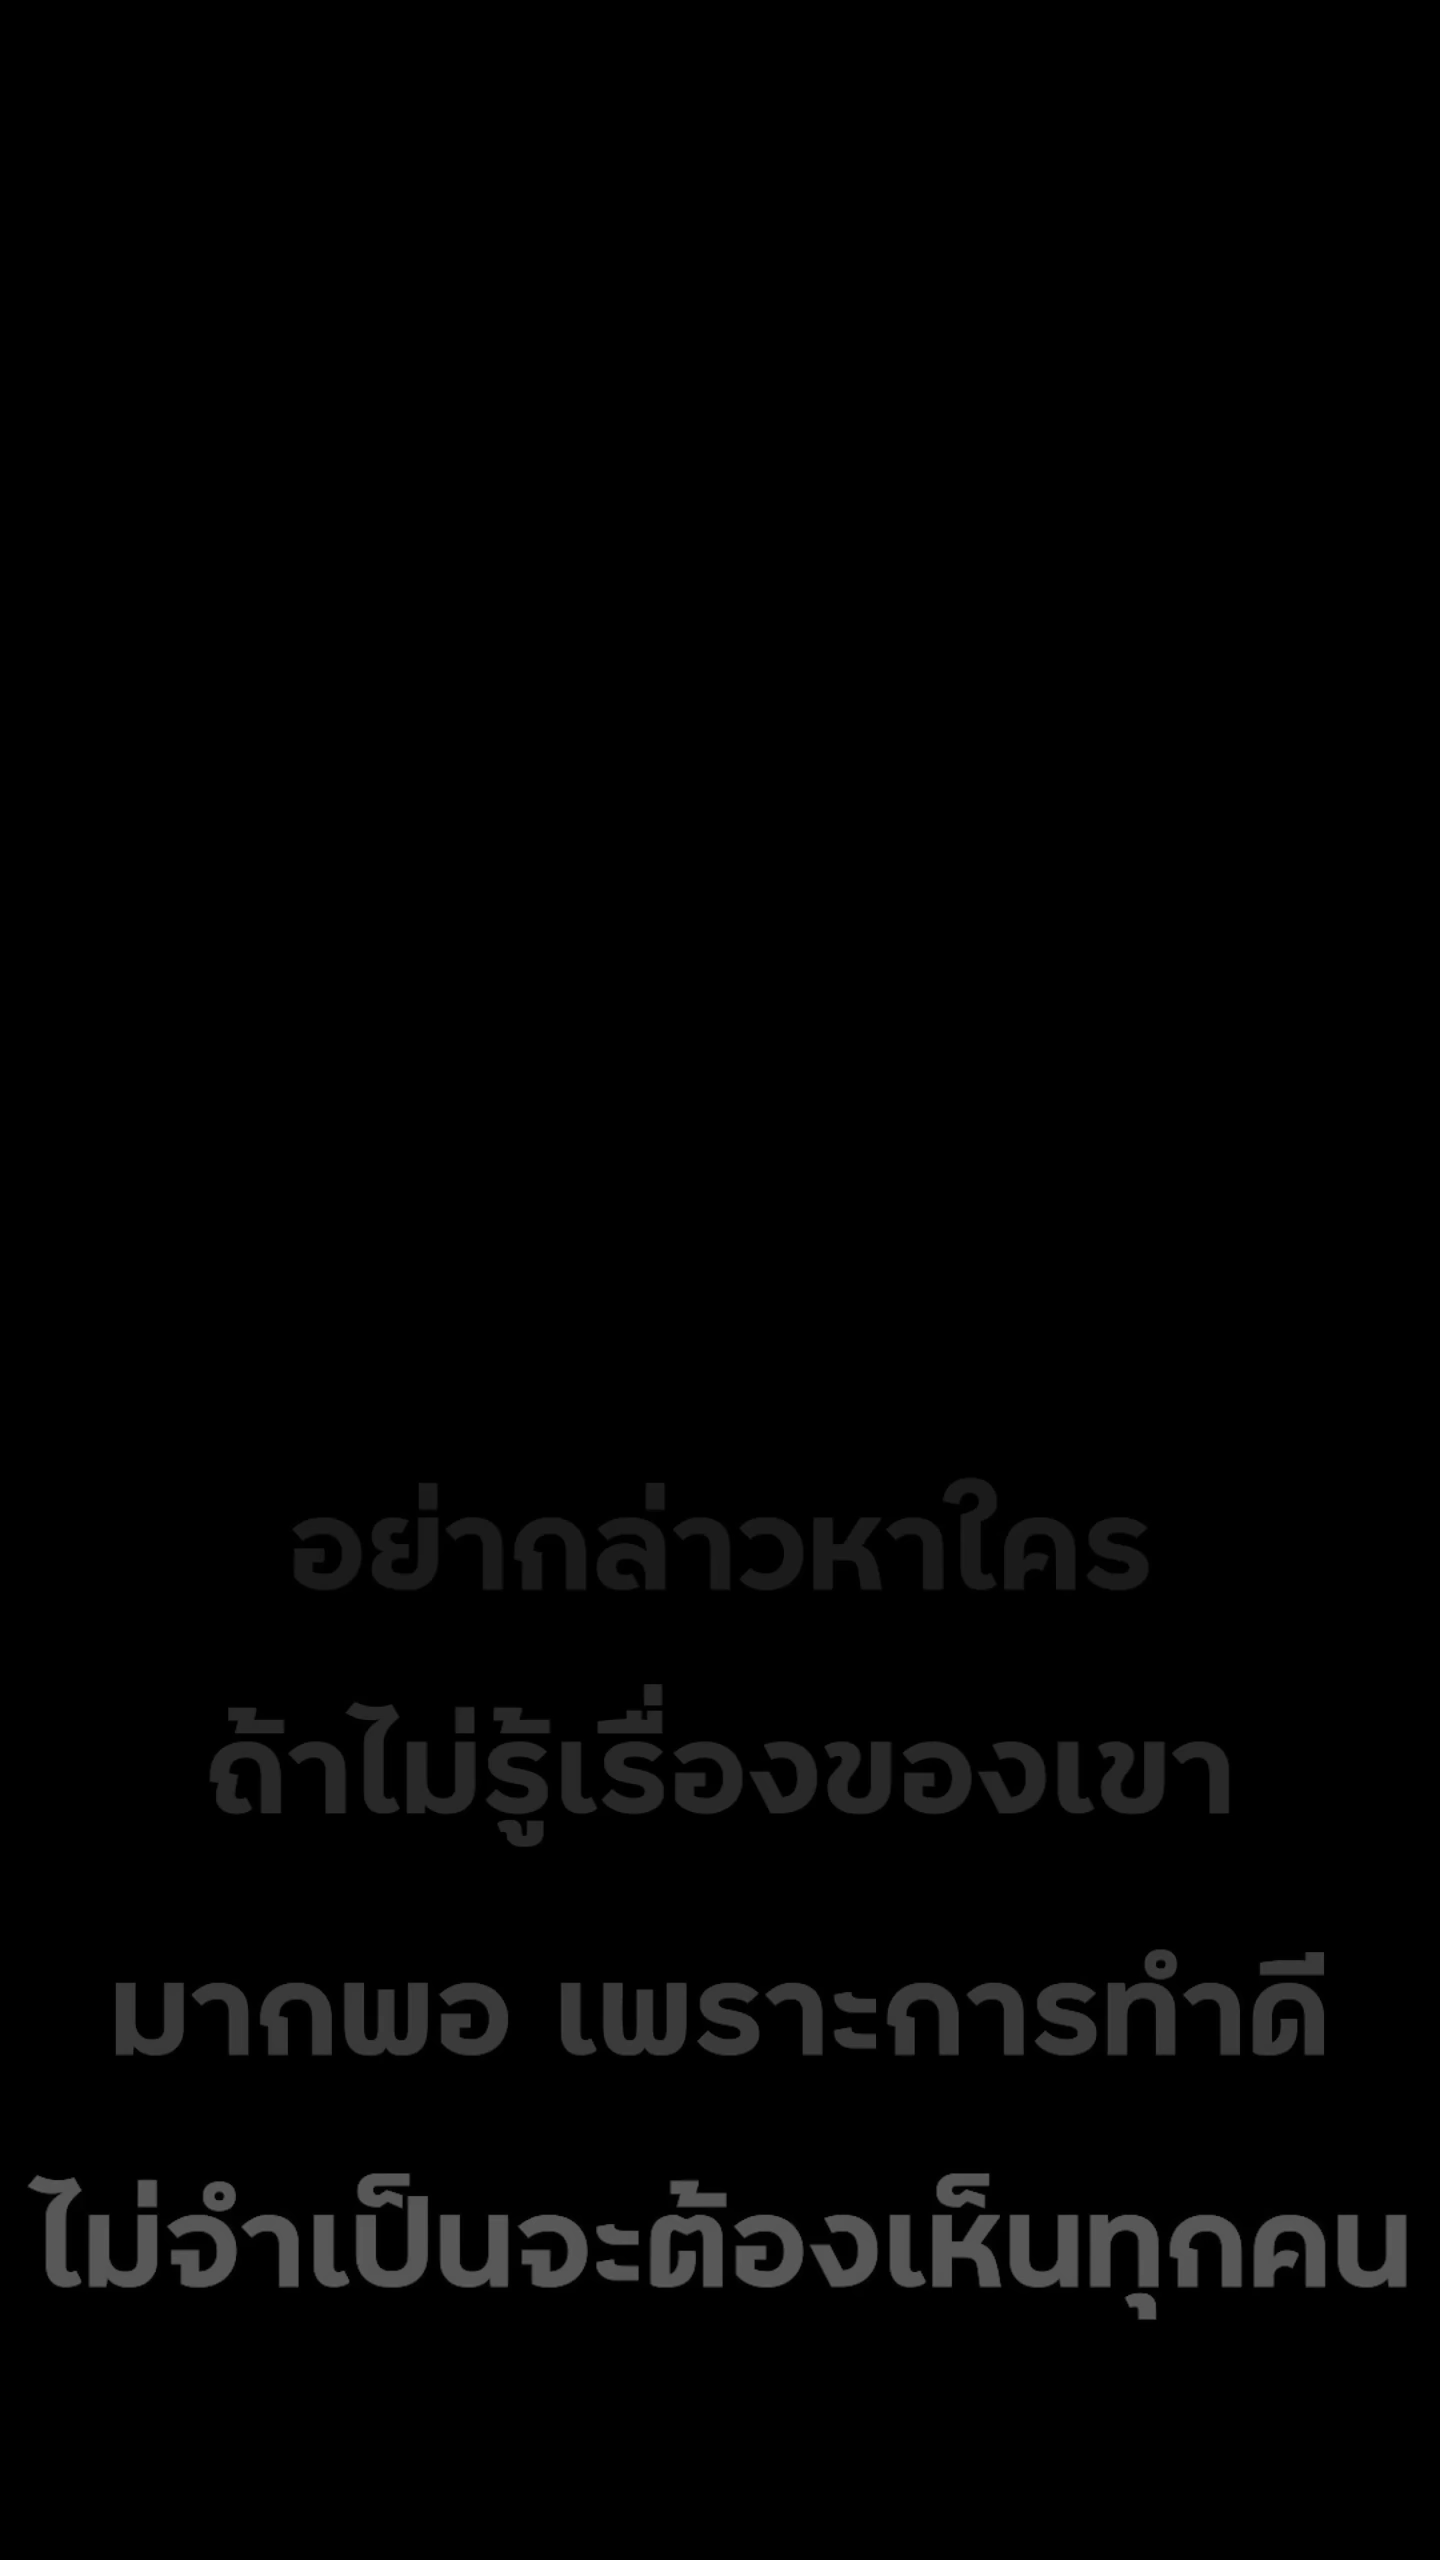 อย่ากล่าวหาใคร
ถ้าไม่รู้เรื่องของเขา
มากพอ เพราะการทำดี
ไม่จำเป็นจะต้องเห็นทุกคน